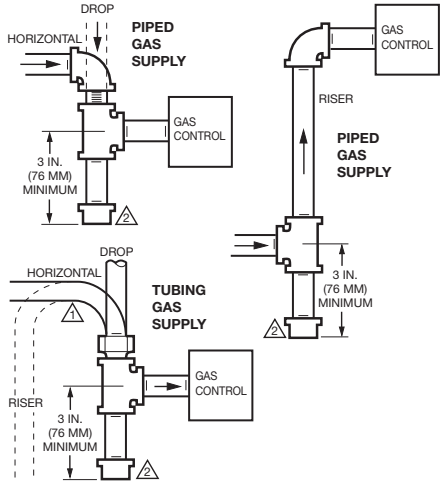 DROP
HORIZONTAL
PIPED
GAS
SUPPLY
GAS
CONTROL
3 IN.
(76 MM)
MINIMUM
2
GAS
CONTROL
RISER
PIPED
GAS
SUPPLY
3 IN.
(76 MM)
MINIMUM
2
DROP
HORIZONTAL
1
TUBING
GAS
SUPPLY
GAS
CONTROL
RISER
3 IN.
(76 MM)
MINIMUM
2